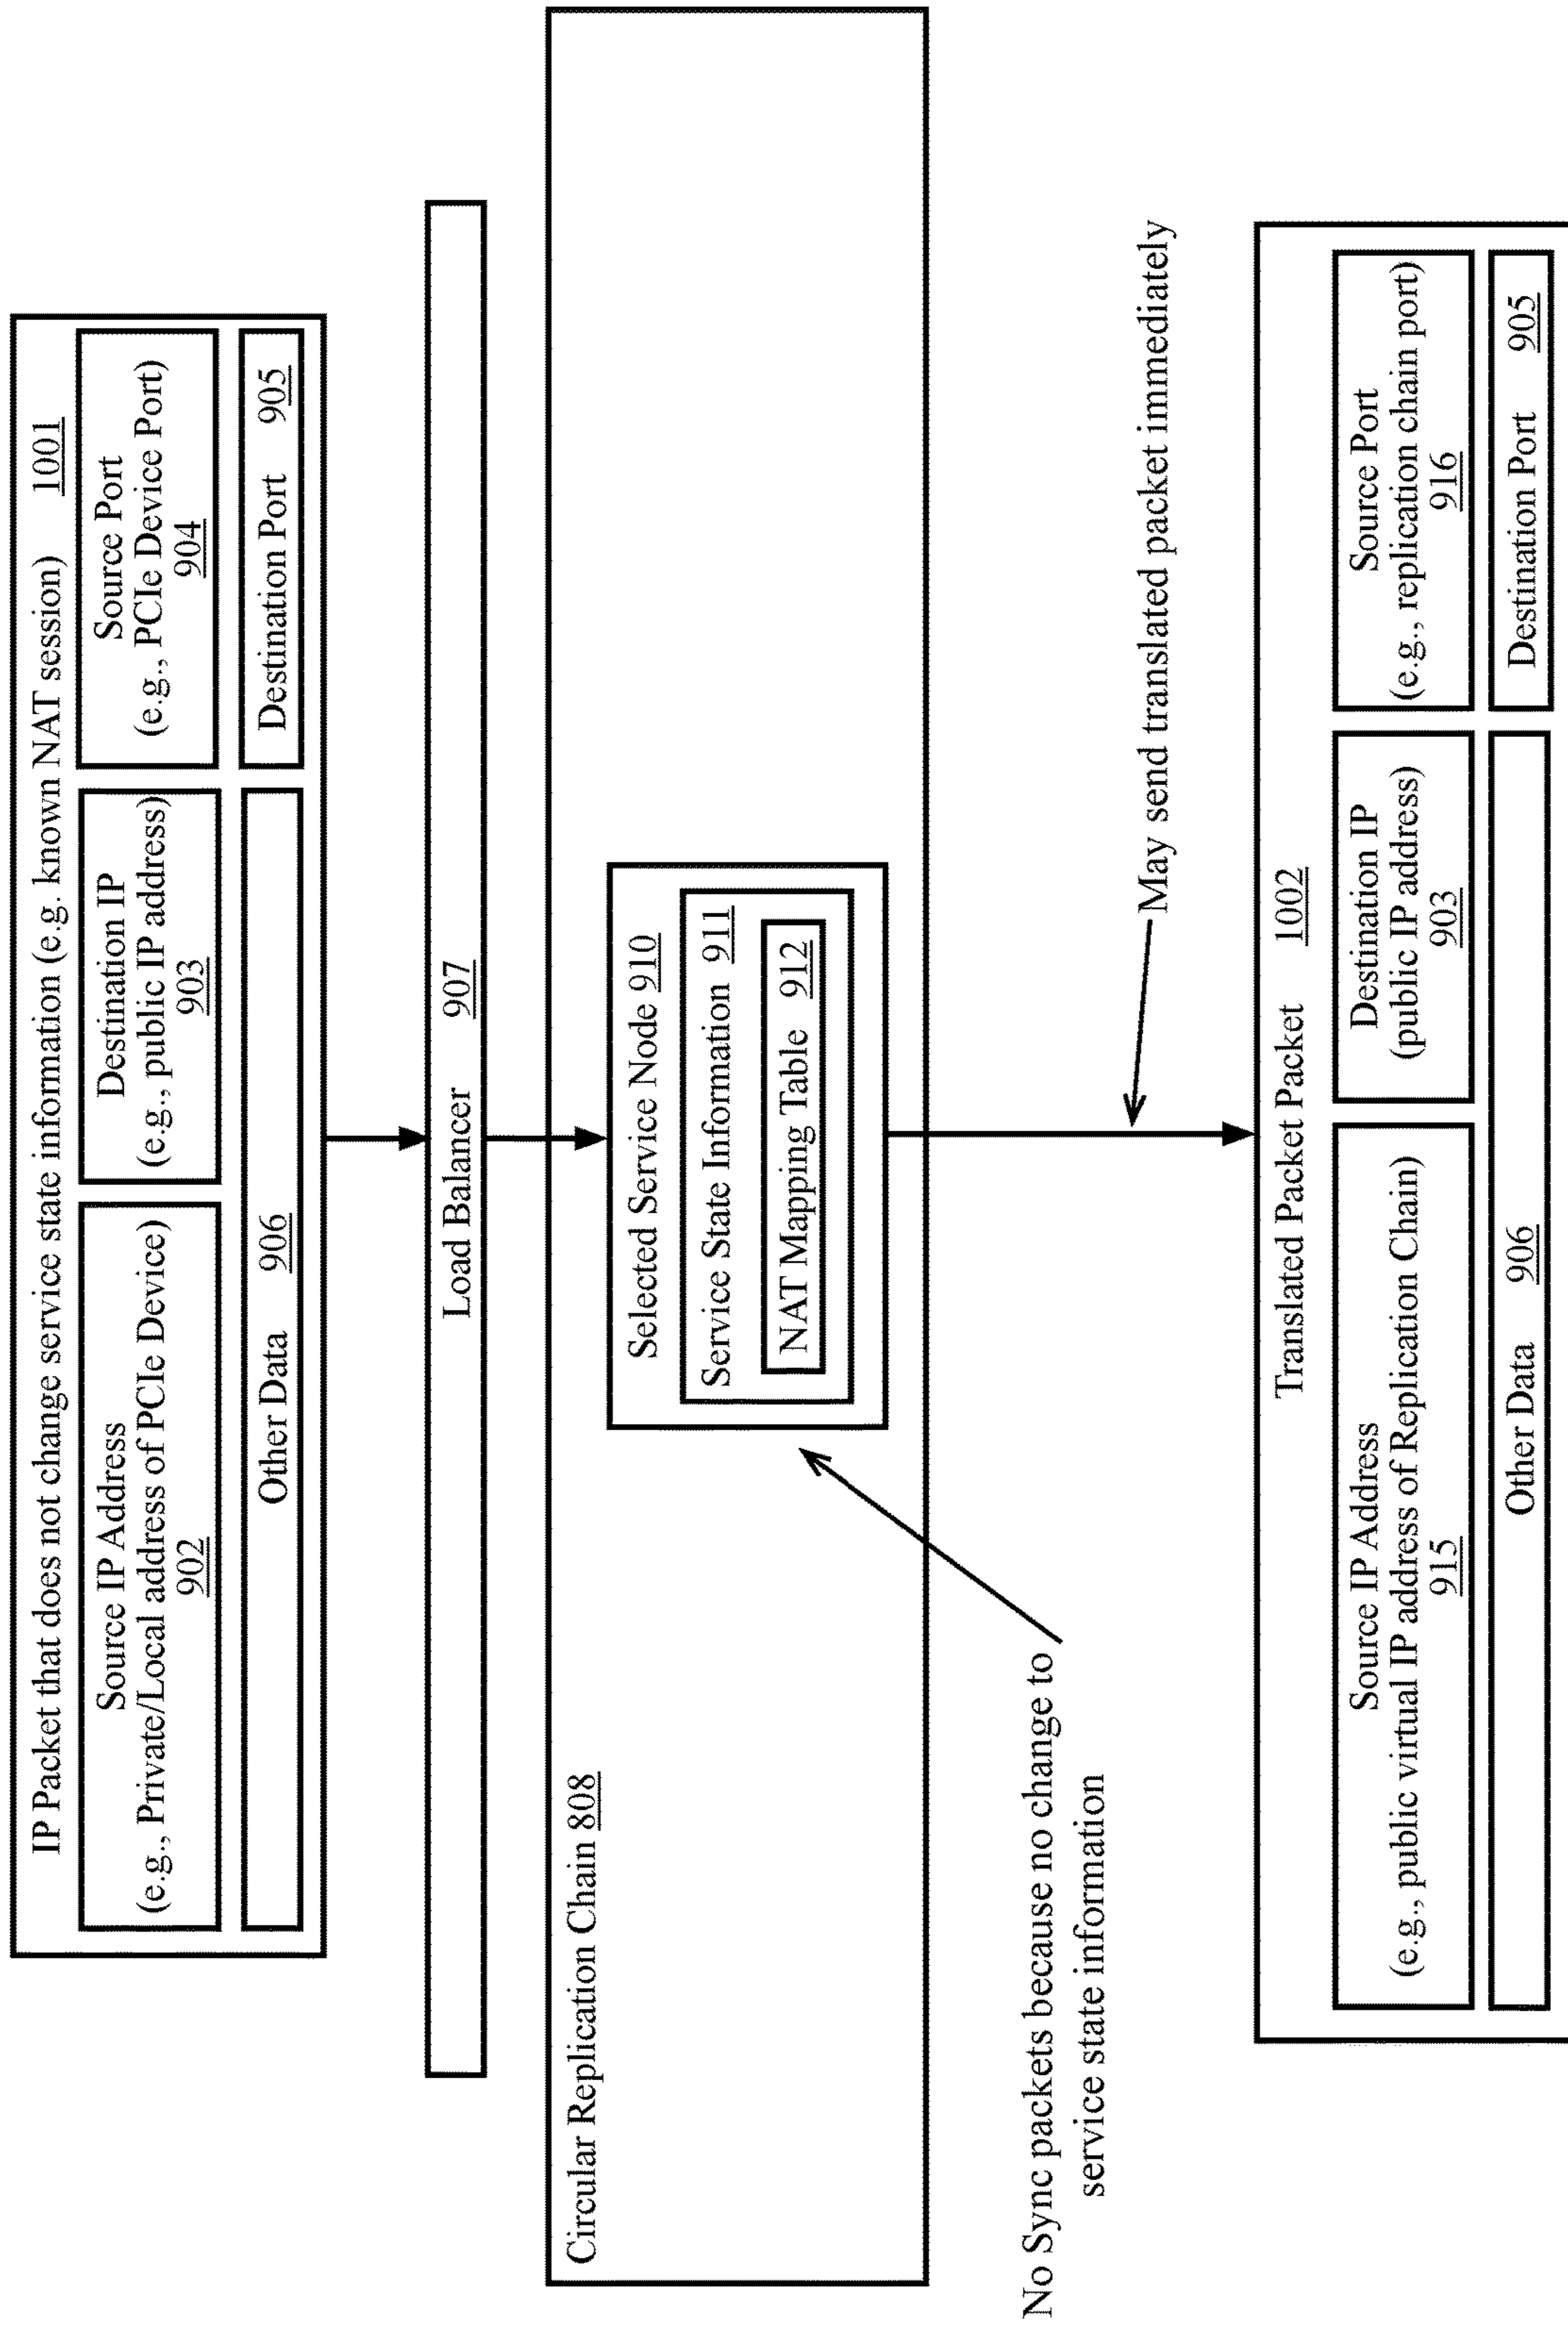 IP Packet that does not change service state information (e.g. known NAT session) 1001
Source IP Address
(e.g., Private/Local address of PCIe Device)
902
Destination IP
(e.g., public IP address)
903
Source Port
(e.g., PCIe Device Port)
904
Other Data 906
Destination Port 905
Load Balancer 907
Circular Replication Chain 808
Selected Service Node 910
Service State Information 911
NAT Mapping Table 912
No Sync packets because no change to
service state information
May send translated packet immediately
Translated Packet Packet 1002
Source IP Address
(e.g., public virtual IP address of Replication Chain)
915
Destination IP
(public IP address)
903
Source Port
(e.g., replication chain port)
916
Other Data 906
Destination Port 905